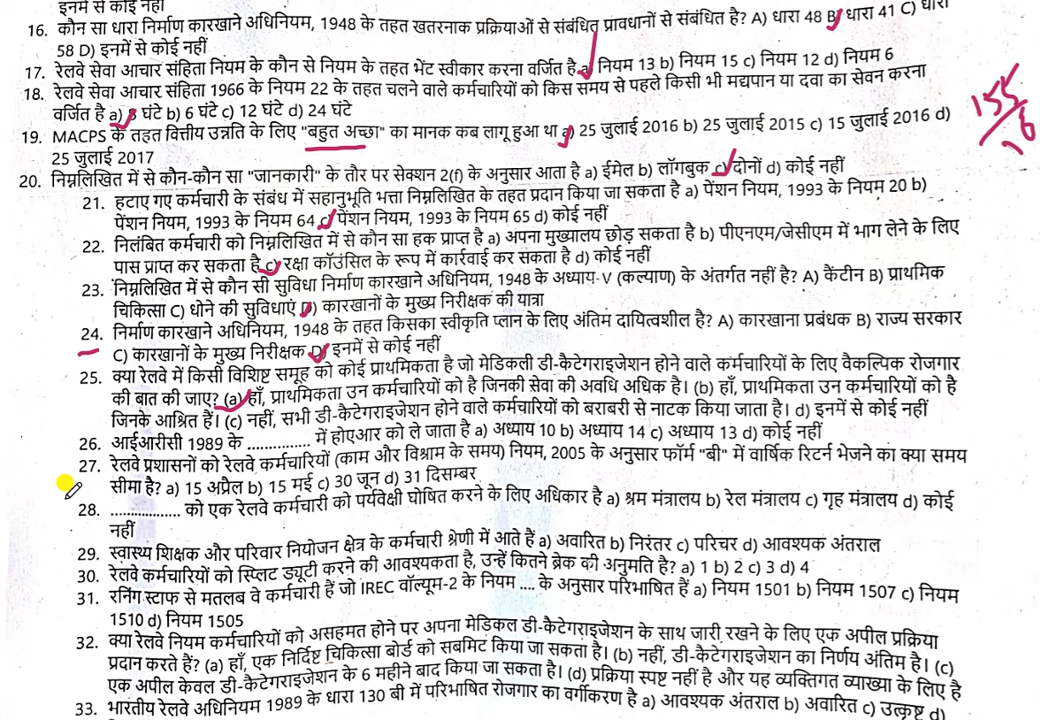 इनमें से कोई नहीं
16. कौन सा धारा निर्माण कारखाने अधिनियम, 1948 के तहत खतरनाक प्रक्रियाओं से संबंधित प्रावधानों से संबंधित है? A) धारा 48 B) धारा 41 C) धारा
58 D) इनमें से कोई नहीं
17. रेलवे सेवा आचार संहिता नियम के कौन से नियम के तहत भेंट स्वीकार करना वर्जित है a) नियम 13 b) नियम 15 c) नियम 12 d) नियम 6
18. रेलवे सेवा आचार संहिता 1966 के नियम 22 के तहत चलने वाले कर्मचारियों को किस समय से पहले किसी भी मद्यपान या दवा का सेवन करना
वर्जित है a) 8 घंटे b) 6 घंटे c) 12 घंटे d) 24 घंटे
155/
19. MACPS के तहत वित्तीय उन्नति के लिए "बहुत अच्छा" का मानक कब लागू हुआ था a) 25 जुलाई 2016 b) 25 जुलाई 2015 c) 15 जुलाई 2016 d)
25 जुलाई 2017
20. निम्नलिखित में से कौन-कौन सा "जानकारी" के तौर पर सेक्शन 2(f) के अनुसार आता है a) ईमेल b) लॉगबुक c) दोनों d) कोई नहीं
21. हटाए गए कर्मचारी के संबंध में सहानुभूति भत्ता निम्नलिखित के तहत प्रदान किया जा सकता है a) पेंशन नियम, 1993 के नियम 20 b)
पेंशन नियम, 1993 के नियम 64 c) पेंशन नियम, 1993 के नियम 65 d) कोई नहीं
22. निलंबित कर्मचारी को निम्नलिखित में से कौन सा हक प्राप्त है a) अपना मुख्यालय छोड़ सकता है b) पीएनएम/जेसीएम में भाग लेने के लिए
पास प्राप्त कर सकता है c) रक्षा कॉउंसिल के रूप में कार्रवाई कर सकता है d) कोई नहीं
23. निम्नलिखित में से कौन सी सुविधा निर्माण कारखाने अधिनियम, 1948 के अध्याय-V (कल्याण) के अंतर्गत नहीं है? A) कैंटीन B) प्राथमिक
चिकित्सा C) धोने की सुविधाएं D) कारखानों के मुख्य निरीक्षक की यात्रा
24. निर्माण कारखाने अधिनियम, 1948 के तहत किसका स्वीकृति प्लान के लिए अंतिम दायित्वशील है? A) कारखाना प्रबंधक B) राज्य सरकार
C) कारखानों के मुख्य निरीक्षक D) इनमें से कोई नहीं
25. क्या रेलवे में किसी विशिष्ट समूह को कोई प्राथमिकता है जो मेडिकली डी-कैटेगराइजेशन होने वाले कर्मचारियों के लिए वैकल्पिक रोजगार
की बात की जाए? (a) हाँ, प्राथमिकता उन कर्मचारियों को है जिनकी सेवा की अवधि अधिक है। (b) हाँ, प्राथमिकता उन कर्मचारियों को है
जिनके आश्रित हैं। (c) नहीं, सभी डी-कैटेगराइजेशन होने वाले कर्मचारियों को बराबरी से नाटक किया जाता है। d) इनमें से कोई नहीं
26. आईआरसी 1989 के .............. में होएआर को ले जाता है a) अध्याय 10 b) अध्याय 14 c) अध्याय 13 d) कोई नहीं
27. रेलवे प्रशासनों को रेलवे कर्मचारियों (काम और विश्राम के समय) नियम, 2005 के अनुसार फॉर्म "बी" में वार्षिक रिटर्न भेजने का क्या समय
सीमा है? a) 15 अप्रैल b) 15 मई c) 30 जून d) 31 दिसम्बर
28. ................ को एक रेलवे कर्मचारी को पर्यवेक्षी घोषित करने के लिए अधिकार है a) श्रम मंत्रालय b) रेल मंत्रालय c) गृह मंत्रालय d) कोई
नहीं
29. स्वास्थ्य शिक्षक और परिवार नियोजन क्षेत्र के कर्मचारी श्रेणी में आते हैं a) अवारित b) निरंतर c) परिचर d) आवश्यक अंतराल
30. रेलवे कर्मचारियों को स्प्लिट ड्यूटी करने की आवश्यकता है, उन्हें कितने ब्रेक की अनुमति है? a) 1 b) 2 c) 3 d) 4
31. रनिंग स्टाफ से मतलब वे कर्मचारी हैं जो IREC वॉल्यूम-2 के नियम .... के अनुसार परिभाषित हैं a) नियम 1501 b) नियम 1507 c) नियम
1510 d) नियम 1505
32. क्या रेलवे नियम कर्मचारियों को असहमत होने पर अपना मेडिकल डी-कैटेगराइजेशन के साथ जारी रखने के लिए एक अपील प्रक्रिया
प्रदान करते हैं? (a) हाँ, एक निर्दिष्ट चिकित्सा बोर्ड को सबमिट किया जा सकता है। (b) नहीं, डी-कैटेगराइजेशन का निर्णय अंतिम है। (c)
एक अपील केवल डी-कैटेगराइजेशन के 6 महीने बाद किया जा सकता है। (d) प्रक्रिया स्पष्ट नहीं है और यह व्यक्तिगत व्याख्या के लिए है
33. भारतीय रेलवे अधिनियम 1989 के धारा 130 बी में परिभाषित रोजगार का वर्गीकरण है a) आवश्यक अंतराल b) अवारित c) उत्कृष्ट d)